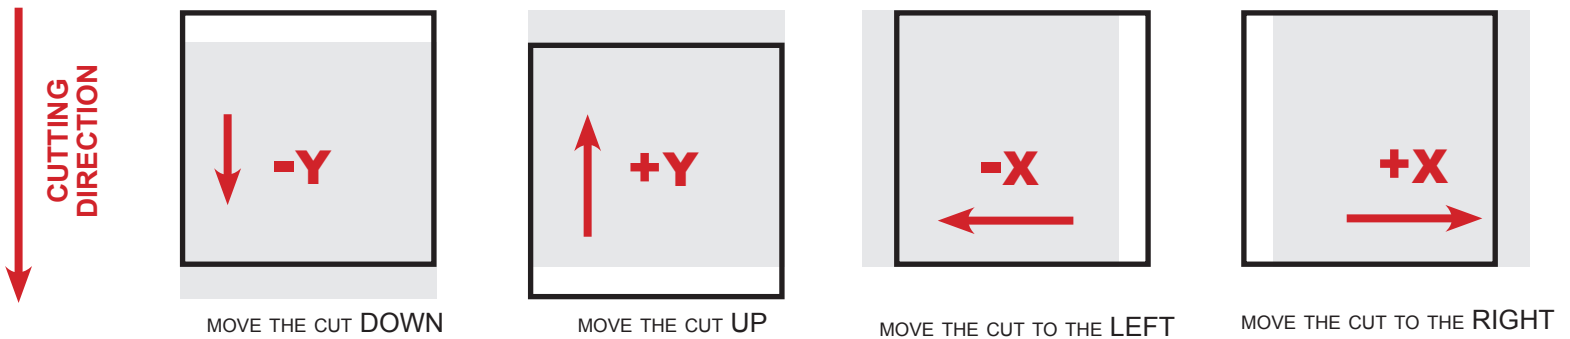 CUTTING
DIRECTION
-Y
+Y
-X
+X
MOVE THE CUT DOWN
MOVE THE CUT UP
MOVE THE CUT TO THE LEFT
MOVE THE CUT TO THE RIGHT